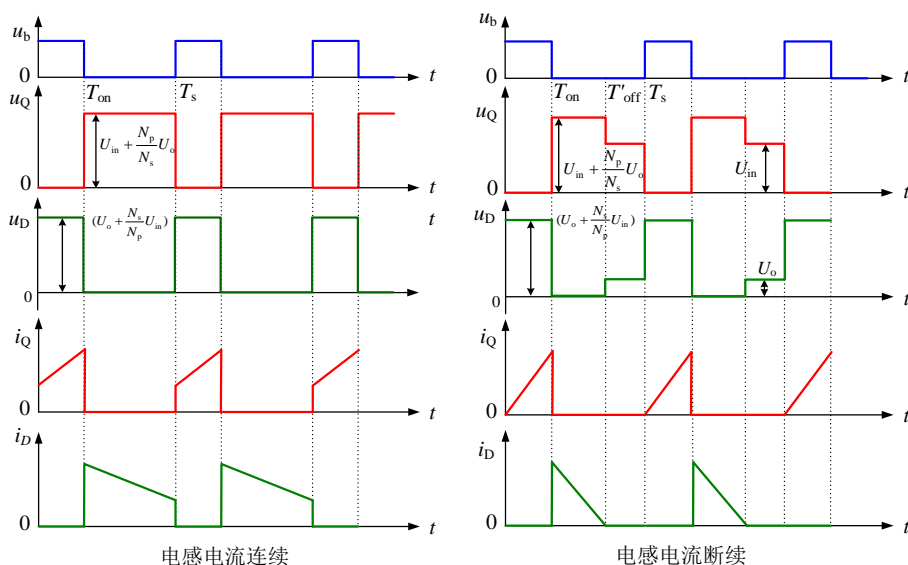 u_b
0
t
T_on T_s
u_Q
U_in + N_p/N_s U_o
0
t
u_D
(U_o + N_s/N_p U_in)
0
i_Q
0
t
i_D
0
t
电感电流连续
u_b
0
t
T_on T'_off T_s
u_Q
U_in + N_p/N_s U_o
U_in
0
t
u_D
(U_o + N_s/N_p U_in)
U_o
0
t
i_Q
0
t
i_D
0
t
电感电流断续